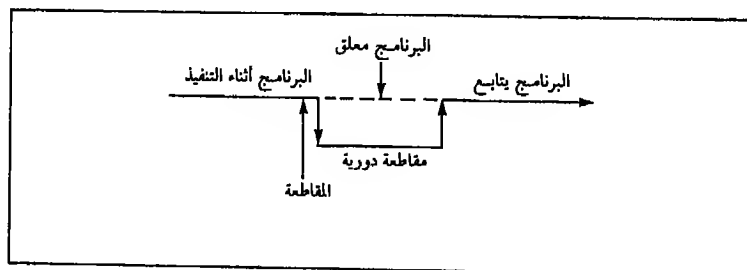 البرنامج معلق
البرنامج أثناء التنفيذ
البرنامج يتابع
مقاطعة دورية
المقاطعة